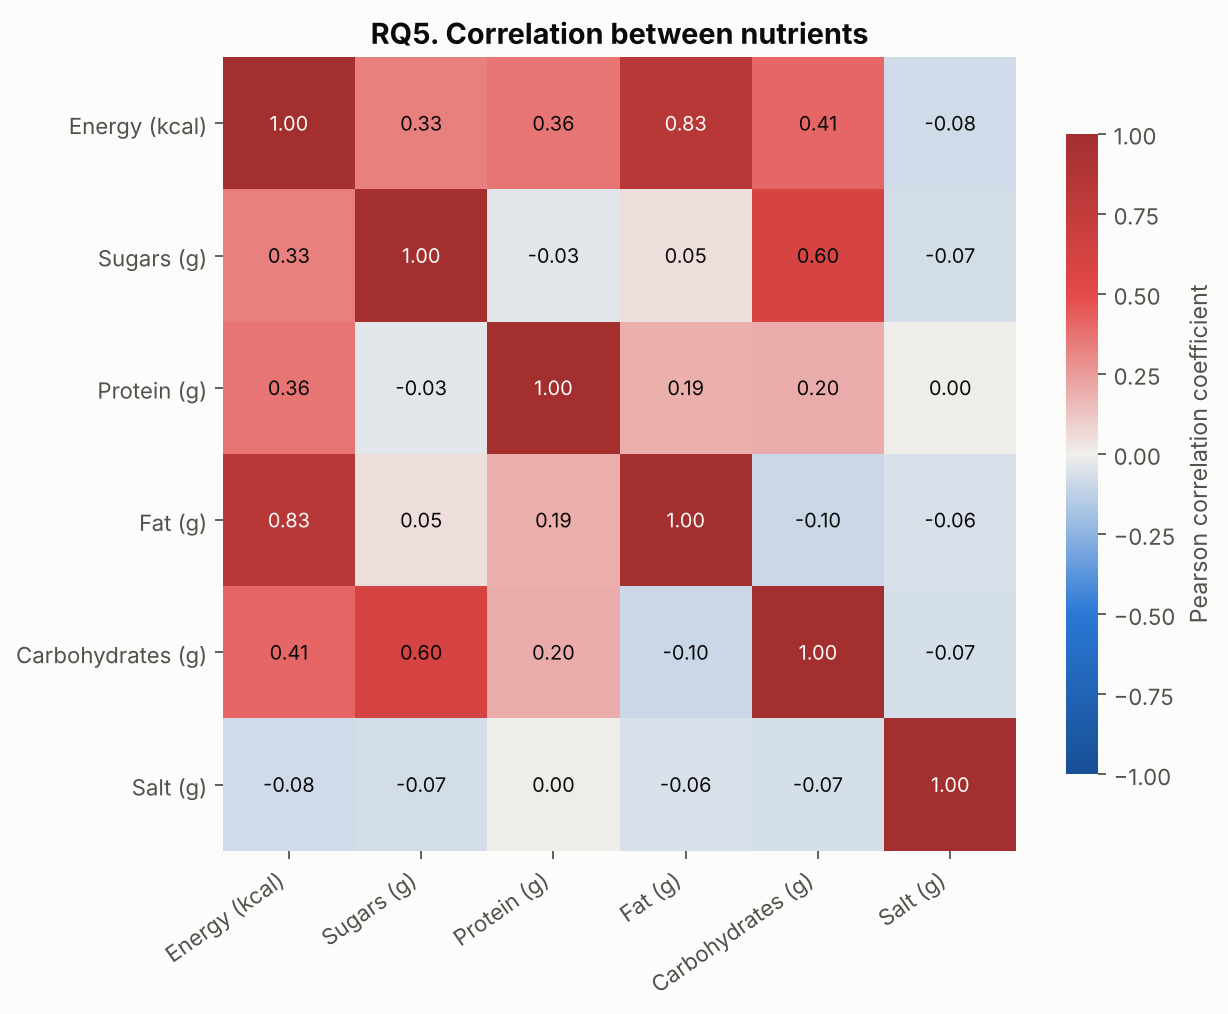 RQ5. Correlation between nutrients
Energy (kcal) 1.00 0.33 0.36 0.83 0.41 -0.08
Sugars (g) 0.33 1.00 -0.03 0.05 0.60 -0.07
Protein (g) 0.36 -0.03 1.00 0.19 0.20 0.00
Fat (g) 0.83 0.05 0.19 1.00 -0.10 -0.06
Carbohydrates (g) 0.41 0.60 0.20 -0.10 1.00 -0.07
Salt (g) -0.08 -0.07 0.00 -0.06 -0.07 1.00
Energy (kcal) Sugars (g) Protein (g) Fat (g) Carbohydrates (g) Salt (g)
1.00
0.75
0.50
0.25
0.00
−0.25
−0.50
−0.75
−1.00
Pearson correlation coefficient